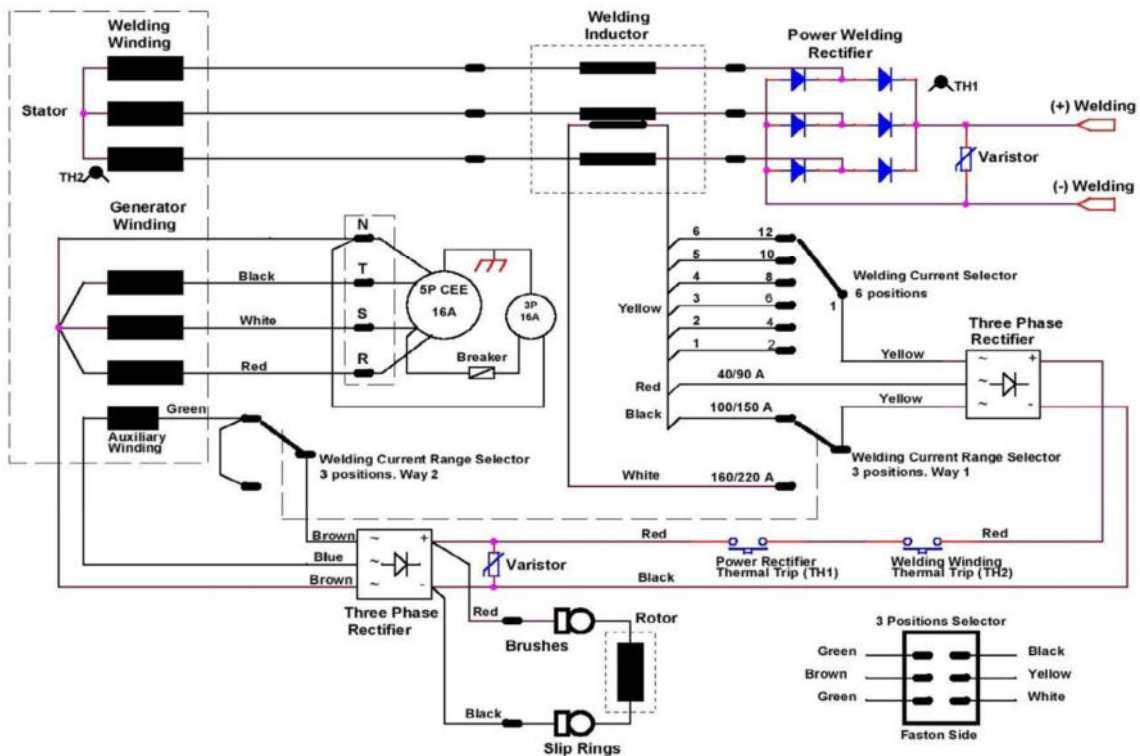 Welding
Winding
Welding
Inductor
Power Welding
Rectifier
TH1
Stator
(+) Welding
Varistor
TH2
(-) Welding
Generator
Winding
N
Black
T
5P CEE
16A
3P
16A
White
S
Breaker
Red
R
6
12
5
10
4
8
3
6
2
4
1
2
Yellow
Welding Current Selector
6 positions
1
Three Phase
Rectifier
Yellow
~
+
Red
40/90 A
~
Yellow
~
-
Black
100/150 A
Green
Auxiliary
Winding
Welding Current Range Selector
3 positions. Way 2
Welding Current Range Selector
3 positions. Way 1
White
160/220 A
Brown
~
+
Red
Red
Blue
~
Varistor
Power Rectifier
Thermal Trip (TH1)
Welding Winding
Thermal Trip (TH2)
Brown
~
-
Black
Three Phase
Rectifier
Red
Brushes
Rotor
Black
Slip Rings
3 Positions Selector
Green
Black
Brown
Yellow
Green
White
Faston Side